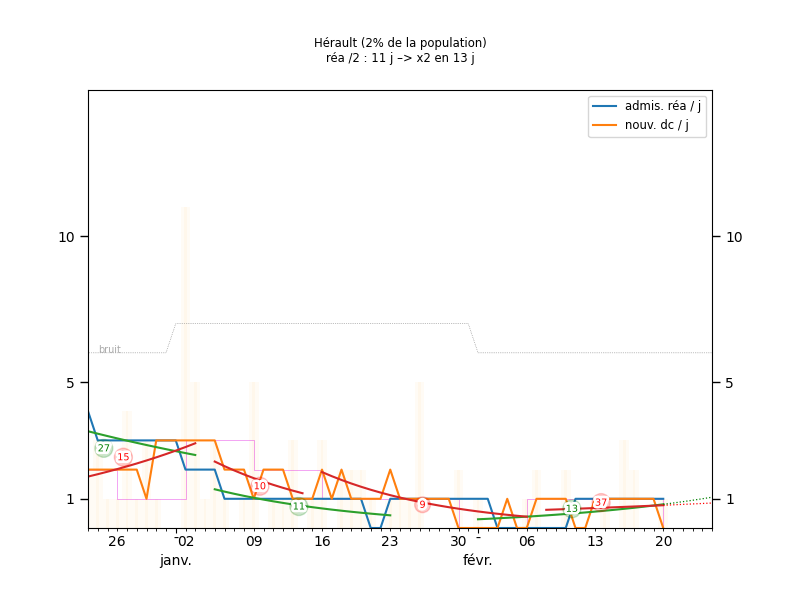 Hérault (2% de la population)
réa /2 : 11 j –> x2 en 13 j
admis. réa / j
nouv. dc / j
10 10
bruit
5 5
27 15 10 11 9 13 37
1 1
26 02 09 16 23 30 06 13 20
janv. févr.